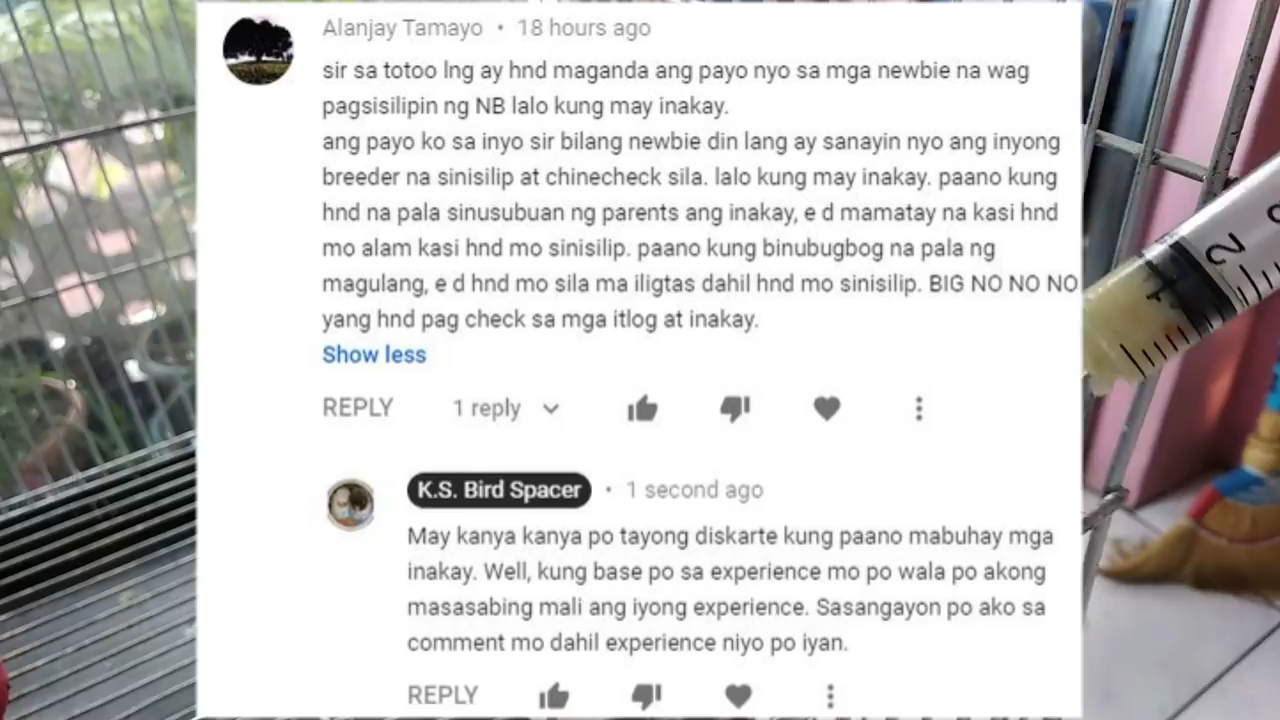 Alanjay Tamayo • 18 hours ago
sir sa totoo lng ay hnd maganda ang payo nyo sa mga newbie na wag
pagsisilipin ng NB lalo kung may inakay.
ang payo ko sa inyo sir bilang newbie din lang ay sanayin nyo ang inyong
breeder na sinisilip at chinecheck sila. lalo kung may inakay. paano kung
hnd na pala sinusubuan ng parents ang inakay, e d mamatay na kasi hnd
mo alam kasi hnd mo sinisilip. paano kung binubugbog na pala ng
magulang, e d hnd mo sila ma iligtas dahil hnd mo sinisilip. BIG NO NO NO
yang hnd pag check sa mga itlog at inakay.
Show less
REPLY 1 reply
K.S. Bird Spacer • 1 second ago
May kanya kanya po tayong diskarte kung paano mabuhay mga
inakay. Well, kung base po sa experience mo po wala po akong
masasabing mali ang iyong experience. Sasangayon po ako sa
comment mo dahil experience niyo po iyan.
REPLY
2